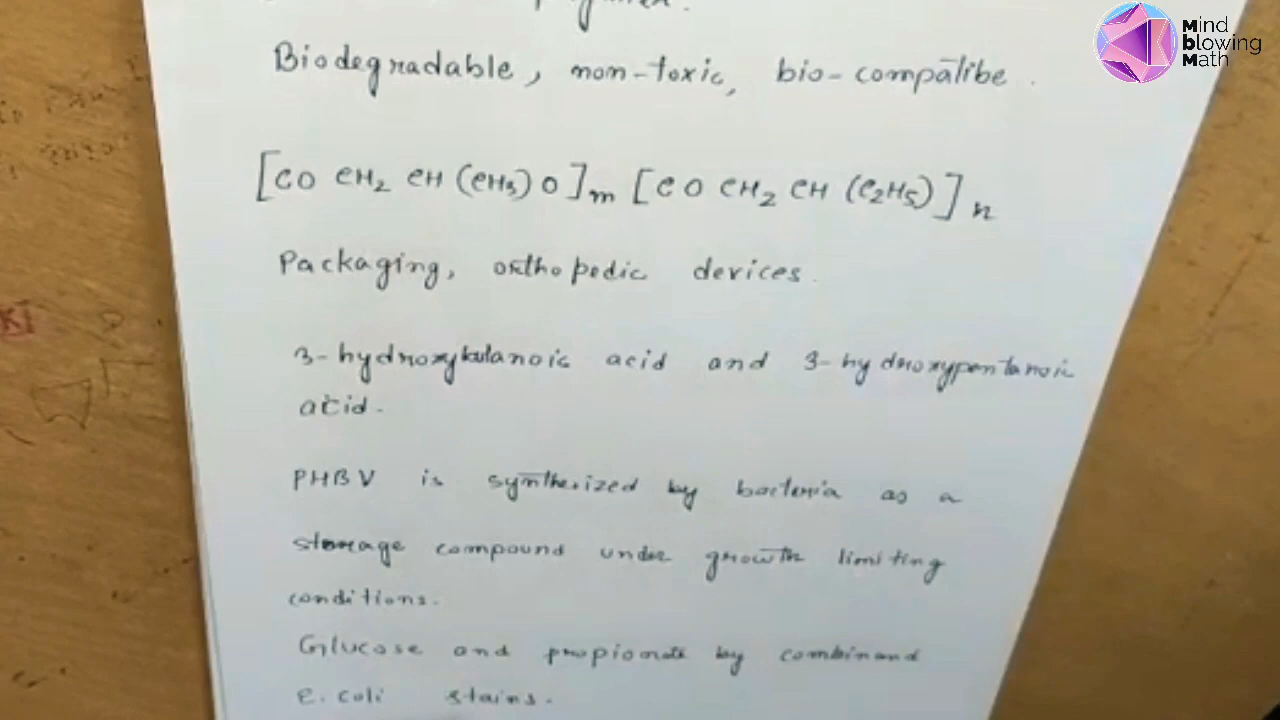 Mind
blowing
Math
Biodegradable, non-toxic, bio-compatibe.
[CO CH₂ CH (CH₃) O]ₘ [CO CH₂ CH (C₂H₅)]ₙ
Packaging, orthopedic devices.
3-hydroxybutanoic acid and 3-hydroxypentanoic
acid.
PHBV is synthesized by bacteria as a
storage compound under growth limiting
conditions.
Glucose and propionate by combinand
e. coli stains.